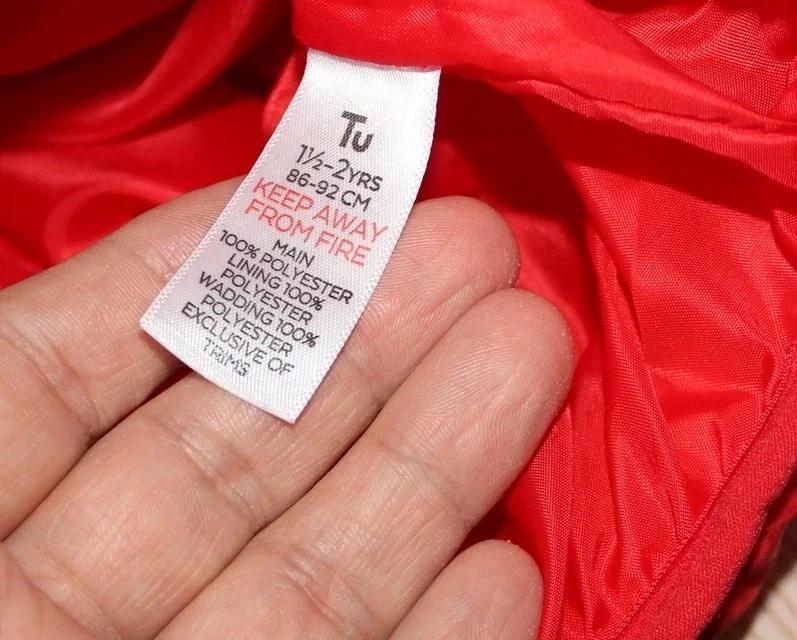 Tu
1½-2YRS
86-92 CM
KEEP AWAY
FROM FIRE
MAIN
100% POLYESTER
LINING 100%
POLYESTER
WADDING 100%
POLYESTER
EXCLUSIVE OF
TRIMS